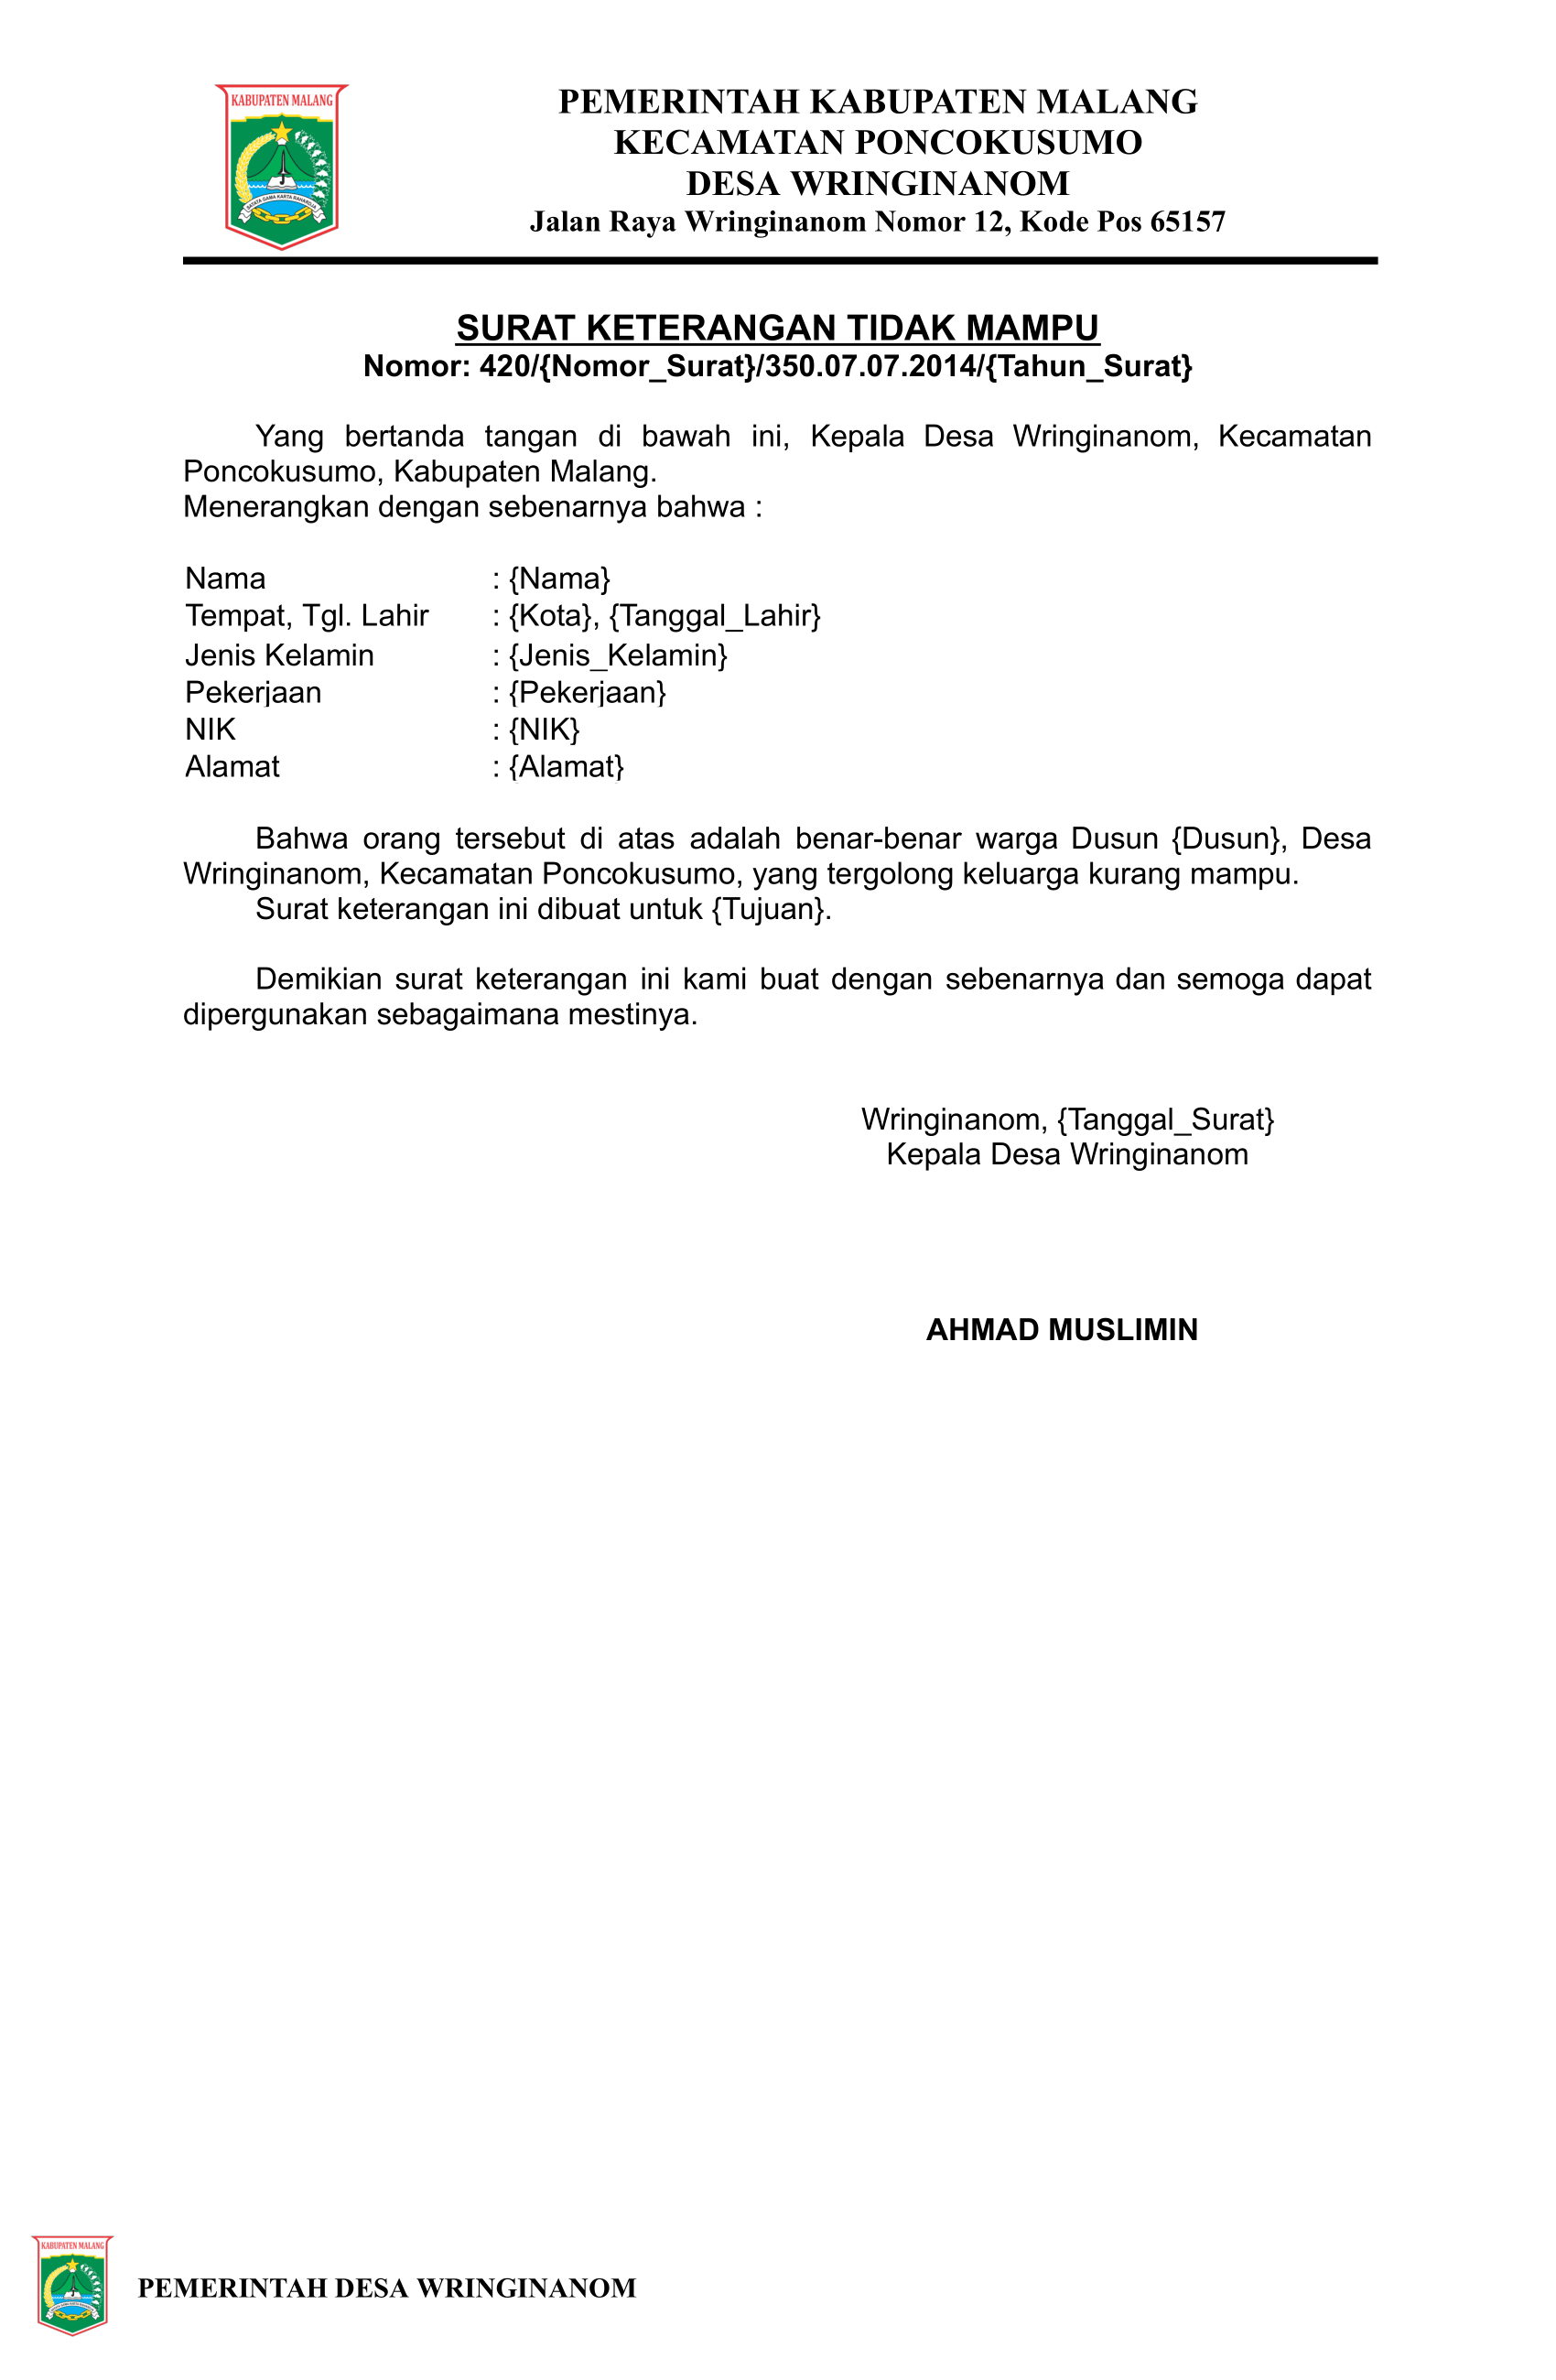 KABUPATEN MALANG
SATATA GAMA KARTA RAHARDJA
PEMERINTAH KABUPATEN MALANG
KECAMATAN PONCOKUSUMO
DESA WRINGINANOM
Jalan Raya Wringinanom Nomor 12, Kode Pos 65157
SURAT KETERANGAN TIDAK MAMPU
Nomor: 420/{Nomor_Surat}/350.07.07.2014/{Tahun_Surat}
Yang bertanda tangan di bawah ini, Kepala Desa Wringinanom, Kecamatan
Poncokusumo, Kabupaten Malang.
Menerangkan dengan sebenarnya bahwa :
Nama : {Nama}
Tempat, Tgl. Lahir : {Kota}, {Tanggal_Lahir}
Jenis Kelamin : {Jenis_Kelamin}
Pekerjaan : {Pekerjaan}
NIK : {NIK}
Alamat : {Alamat}
Bahwa orang tersebut di atas adalah benar-benar warga Dusun {Dusun}, Desa
Wringinanom, Kecamatan Poncokusumo, yang tergolong keluarga kurang mampu.
Surat keterangan ini dibuat untuk {Tujuan}.
Demikian surat keterangan ini kami buat dengan sebenarnya dan semoga dapat
dipergunakan sebagaimana mestinya.
Wringinanom, {Tanggal_Surat}
Kepala Desa Wringinanom
AHMAD MUSLIMIN
KABUPATEN MALANG
PEMERINTAH DESA WRINGINANOM